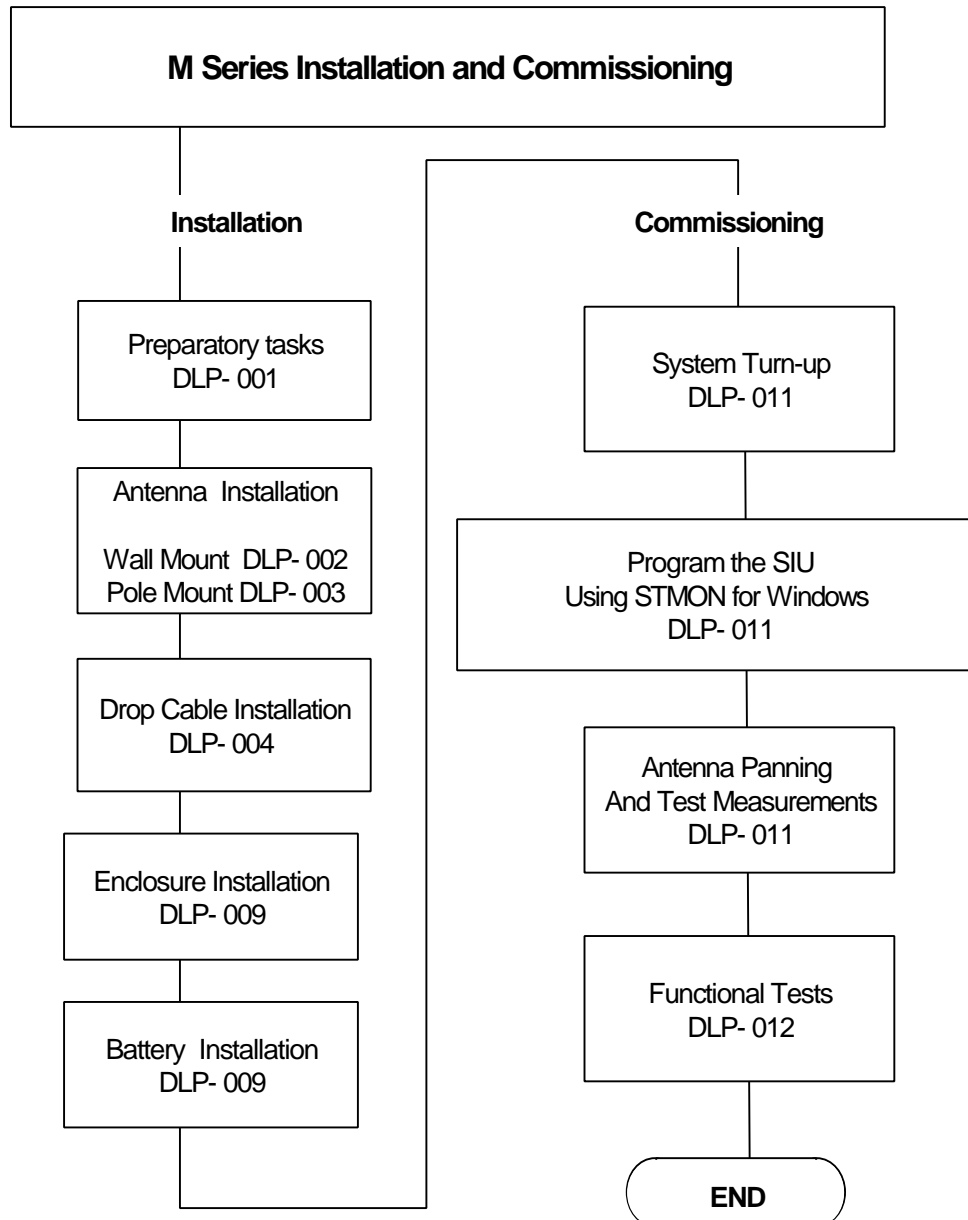 M Series Installation and Commissioning
Installation
Preparatory tasks
DLP- 001
Antenna Installation
Wall Mount DLP- 002
Pole Mount DLP- 003
Drop Cable Installation
DLP- 004
Enclosure Installation
DLP- 009
Battery Installation
DLP- 009
Commissioning
System Turn-up
DLP- 011
Program the SIU
Using STMON for Windows
DLP- 011
Antenna Panning
And Test Measurements
DLP- 011
Functional Tests
DLP- 012
END